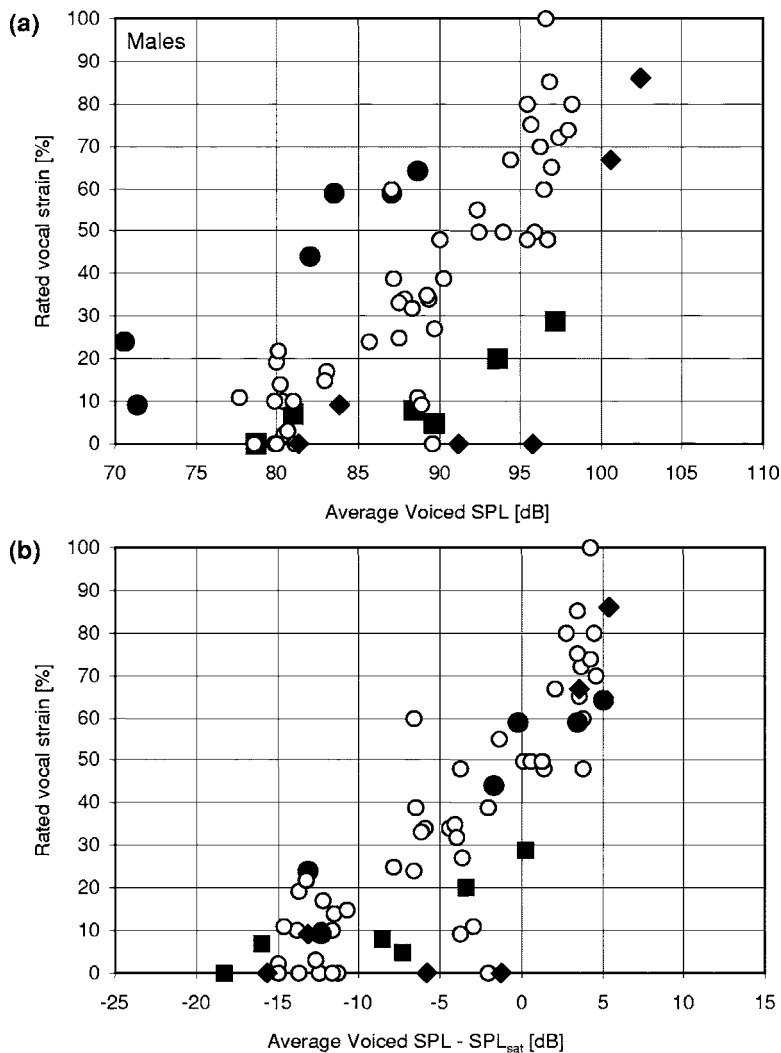 (a)
Males
Rated vocal strain [%]
100
90
80
70
60
50
40
30
20
10
0
70 75 80 85 90 95 100 105 110
Average Voiced SPL [dB]
(b)
Rated vocal strain [%]
100
90
80
70
60
50
40
30
20
10
0
-25 -20 -15 -10 -5 0 5 10 15
Average Voiced SPL - SPLsat [dB]